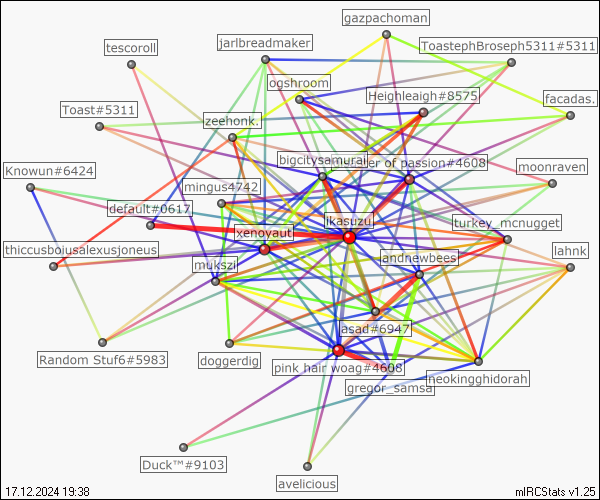 gazpachoman
tescoroll
jarlbreadmaker
ToastephBroseph5311#5311
ogshroom
Heighleaigh#8575
facadas.
Toast#5311
zeehonk.
bigcitysamurai
of passion#4608
moonraven
Knowun#6424
mingus4742
default#0617
ikasuzu
turkey_mcnugget
xenoyaut
thiccusboiusalexusjoneus
mukszi
andnewbees
lahnk
asad#6947
Random Stuf6#5983
doggerdig
pink hair woag#4608
neokingghidorah
gregor_samsa
Duck™#9103
avelicious
17.12.2024 19:38
mIRCStats v1.25